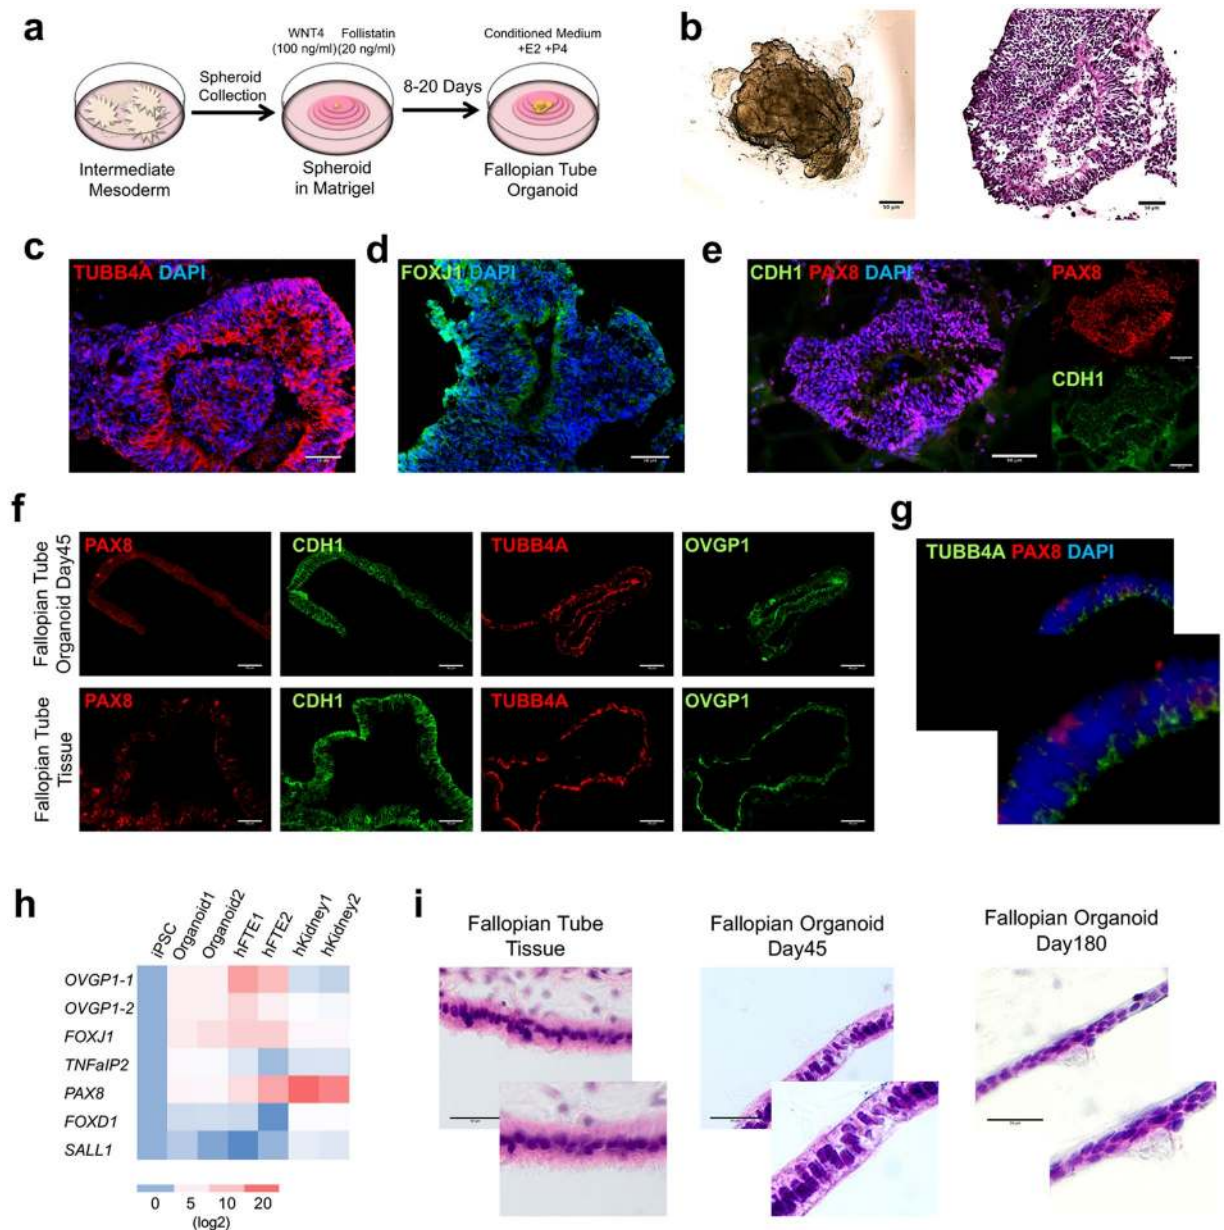 a
WNT4 Follistatin
(100 ng/ml)(20 ng/ml)
Conditioned Medium
+E2 +P4
Spheroid
Collection
8-20 Days
Intermediate
Mesoderm
Spheroid
in Matrigel
Fallopian Tube
Organoid
b
50 µm
c
TUBB4A DAPI
d
FOXJ1 DAPI
e
CDH1 PAX8 DAPI
PAX8
CDH1
f
Fallopian Tube
Organoid Day45
PAX8
CDH1
TUBB4A
OVGP1
Fallopian Tube
Tissue
PAX8
CDH1
TUBB4A
OVGP1
g
TUBB4A PAX8 DAPI
h
iPSC
Organoid1
Organoid2
hFTE1
hFTE2
hKidney1
hKidney2
OVGP1-1
OVGP1-2
FOXJ1
TNFaIP2
PAX8
FOXD1
SALL1
0 5 10 20
(log2)
i
Fallopian Tube
Tissue
Fallopian Organoid
Day45
Fallopian Organoid
Day180